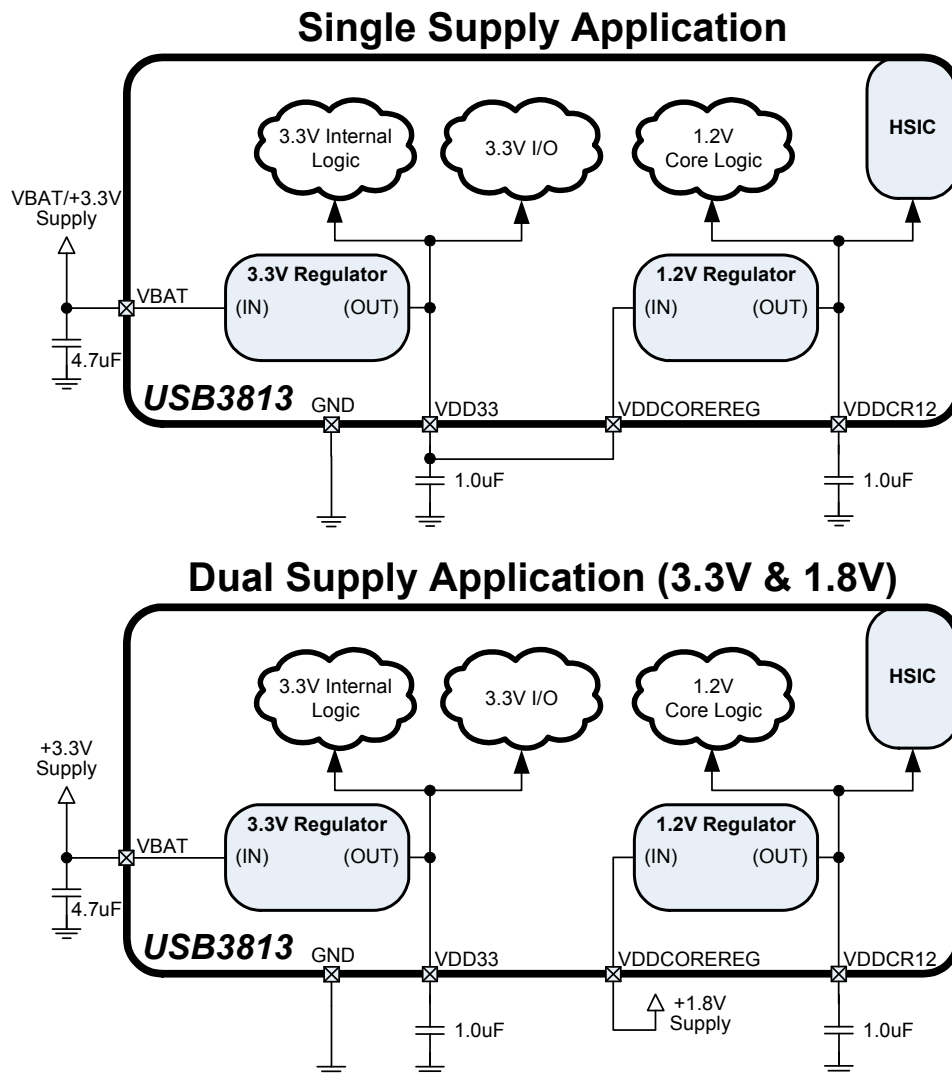 Single Supply Application
HSIC
3.3V Internal
Logic
3.3V I/O
1.2V
Core Logic
VBAT/+3.3V
Supply
3.3V Regulator
1.2V Regulator
VBAT
(IN)
(OUT)
(IN)
(OUT)
4.7uF
USB3813
GND
VDD33
VDDCOREREG
VDDCR12
1.0uF
1.0uF
Dual Supply Application (3.3V & 1.8V)
HSIC
3.3V Internal
Logic
3.3V I/O
1.2V
Core Logic
+3.3V
Supply
3.3V Regulator
1.2V Regulator
VBAT
(IN)
(OUT)
(IN)
(OUT)
4.7uF
USB3813
GND
VDD33
VDDCOREREG
VDDCR12
1.0uF
+1.8V
Supply
1.0uF